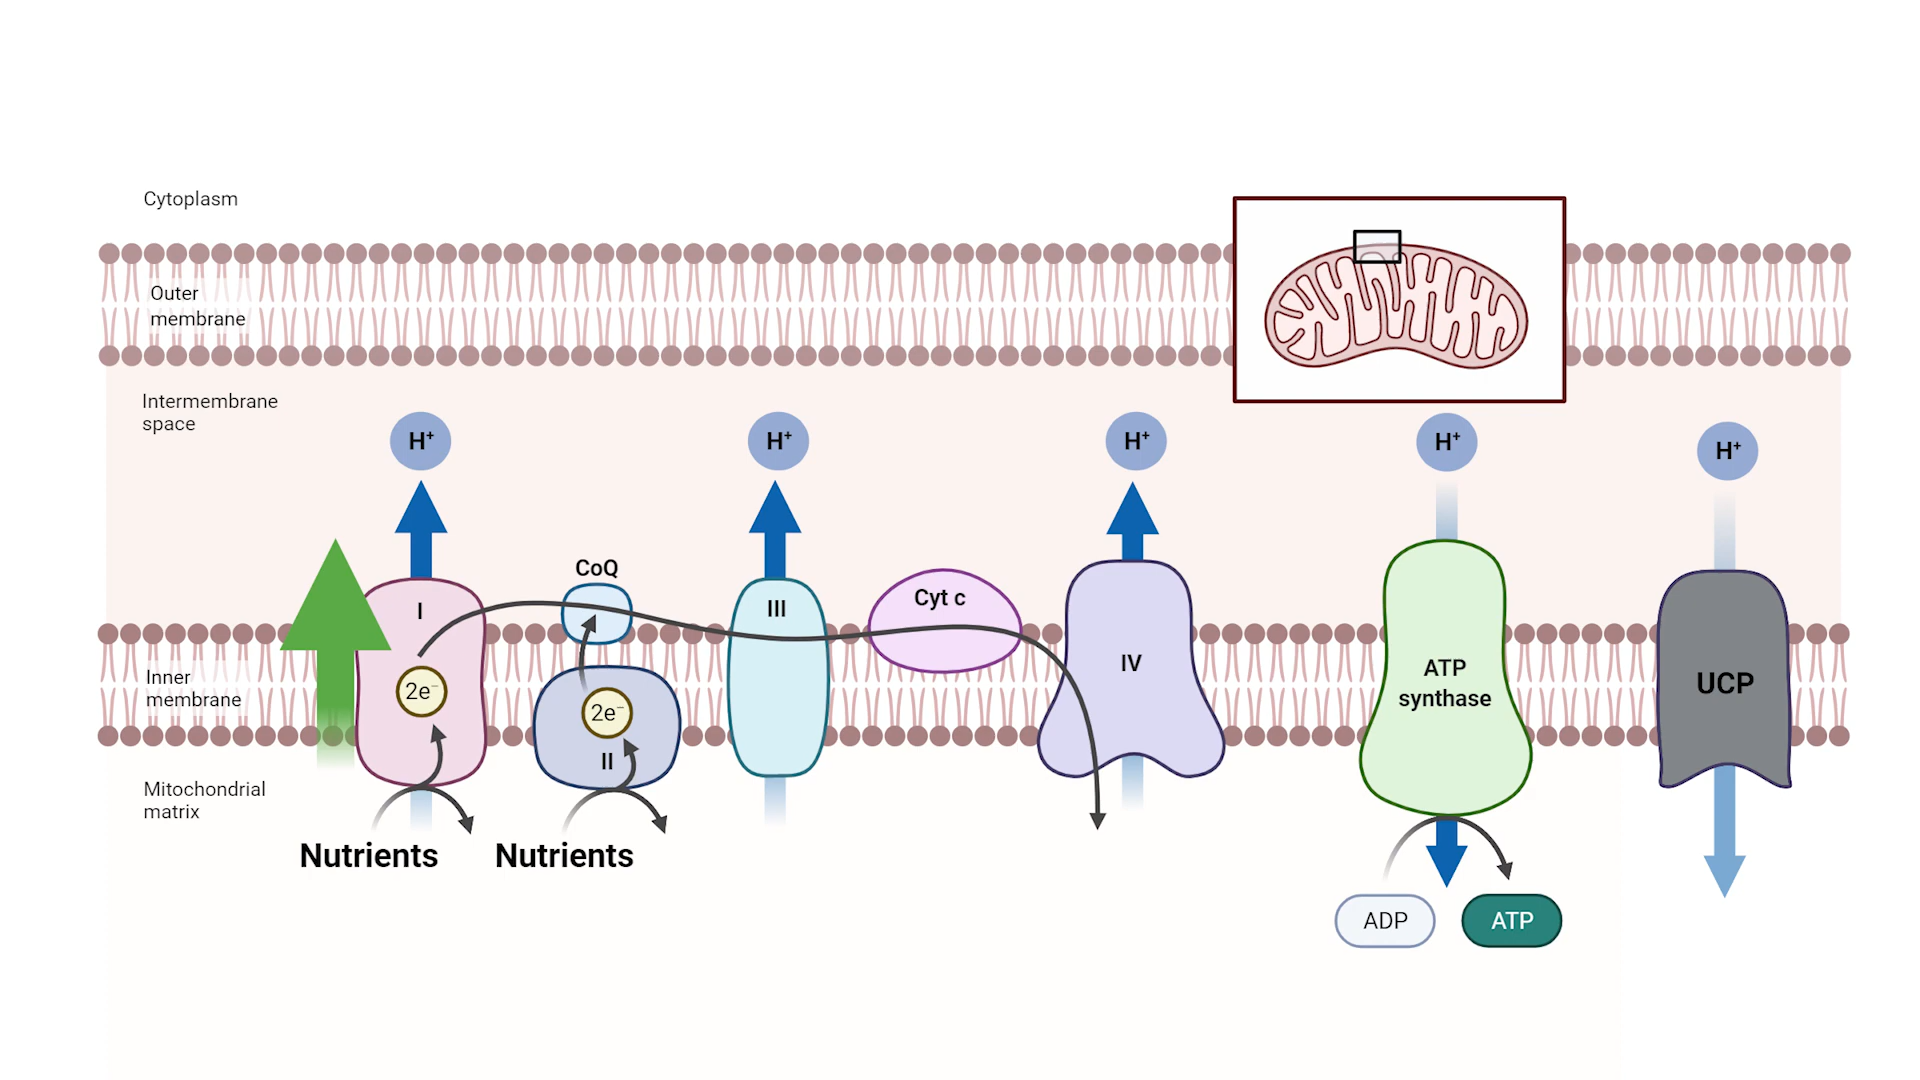 Cytoplasm
Outer
membrane
Intermembrane
space
H⁺
H⁺
H⁺
H⁺
H⁺
CoQ
I
III
Cyt c
IV
ATP
synthase
UCP
Inner
membrane
2e⁻
2e⁻
II
Mitochondrial
matrix
Nutrients
Nutrients
ADP
ATP